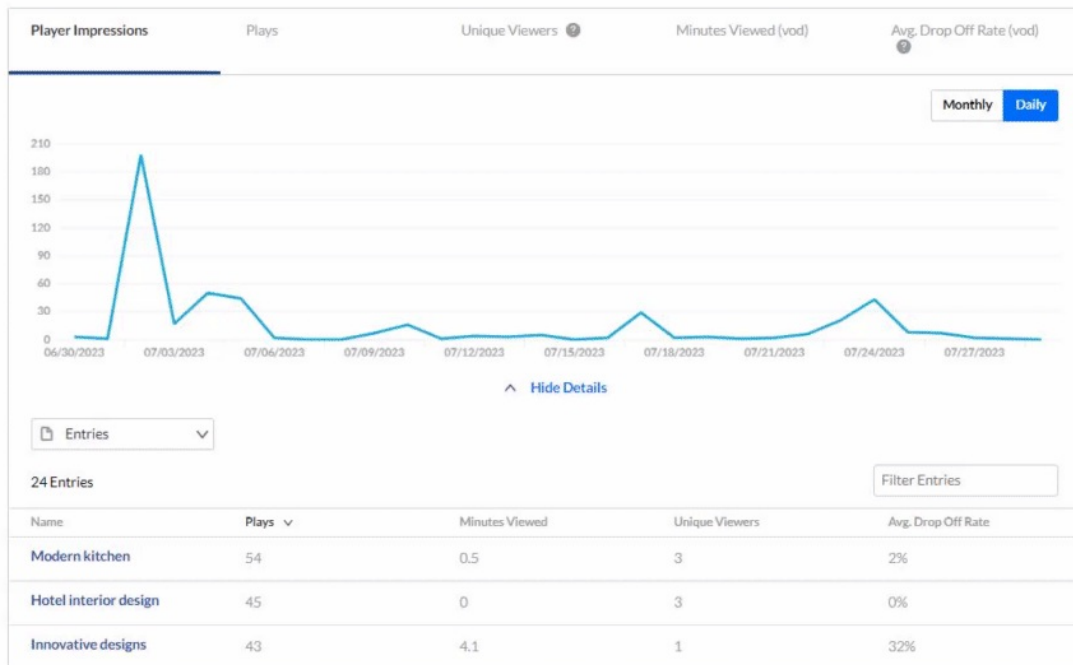 Player Impressions Plays Unique Viewers ? Minutes Viewed (vod) Avg. Drop Off Rate (vod) ?
Monthly Daily
210
180
150
120
90
60
30
0
06/30/2023 07/03/2023 07/06/2023 07/09/2023 07/12/2023 07/15/2023 07/18/2023 07/21/2023 07/24/2023 07/27/2023
Hide Details
Entries
24 Entries Filter Entries
Name Plays Minutes Viewed Unique Viewers Avg. Drop Off Rate
Modern kitchen 54 0.5 3 2%
Hotel interior design 45 0 3 0%
Innovative designs 43 4.1 1 32%